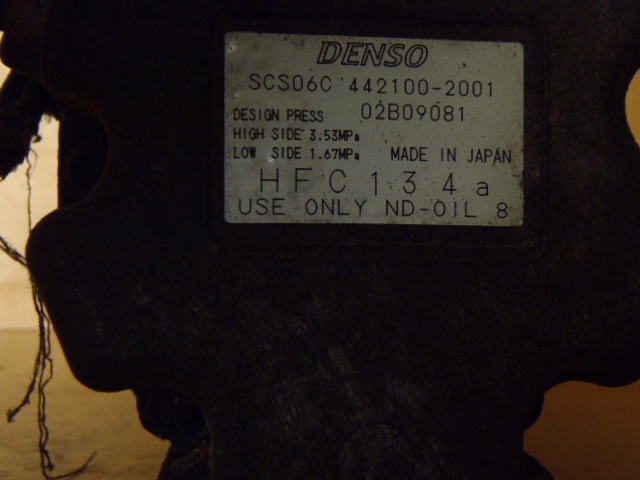 DENSO
SCS06C 442100-2001
DESIGN PRESS 02B09081
HIGH SIDE 3.53MPa
LOW SIDE 1.67MPa MADE IN JAPAN
HFC134a
USE ONLY ND-OIL 8